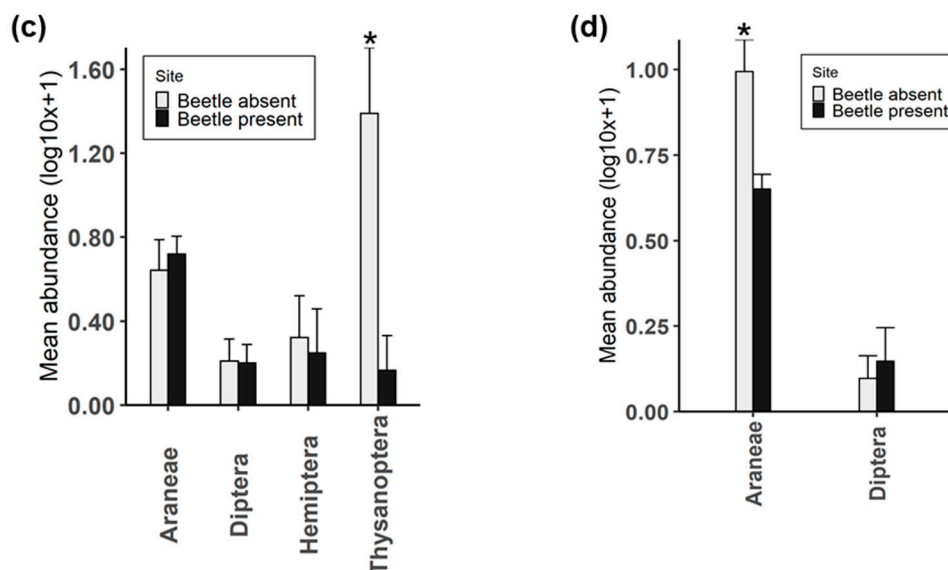 (c)
Mean abundance (log10x+1)
1.60
1.20
0.80
0.40
0.00
Site
Beetle absent
Beetle present
*
Araneae
Diptera
Hemiptera
Thysanoptera
(d)
Mean abundance (log10x+1)
1.00
0.75
0.50
0.25
0.00
*
Site
Beetle absent
Beetle present
Araneae
Diptera